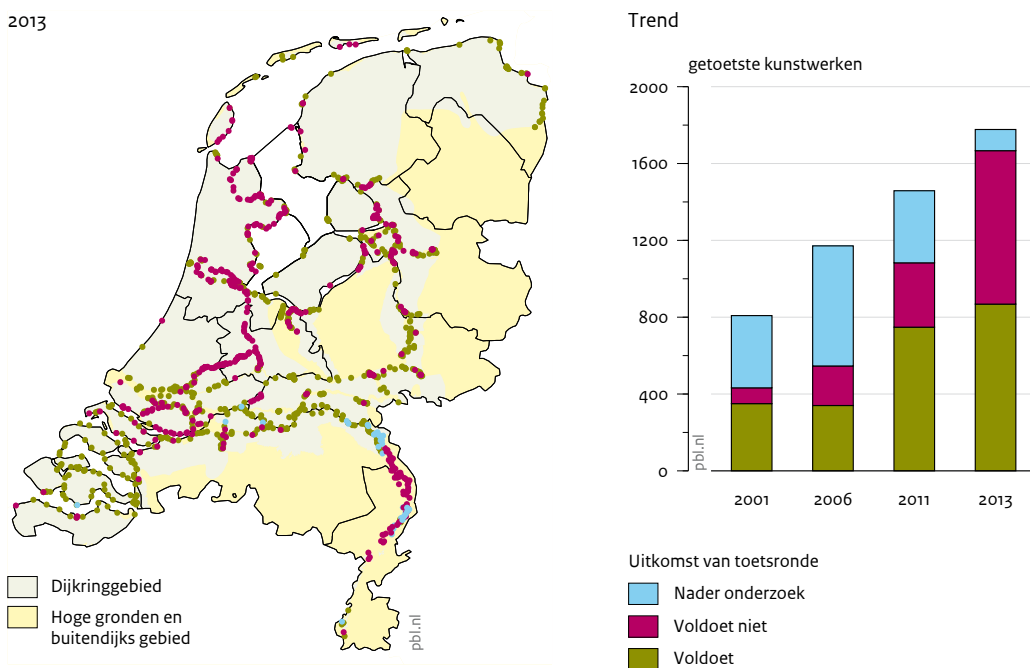 2013
Dijkringgebied
Hoge gronden en
buitendijks gebied
pbl.nl
Trend
getoetste kunstwerken
2000
1600
1200
800
400
0
pbl.nl
2001 2006 2011 2013
Uitkomst van toetsronde
Nader onderzoek
Voldoet niet
Voldoet